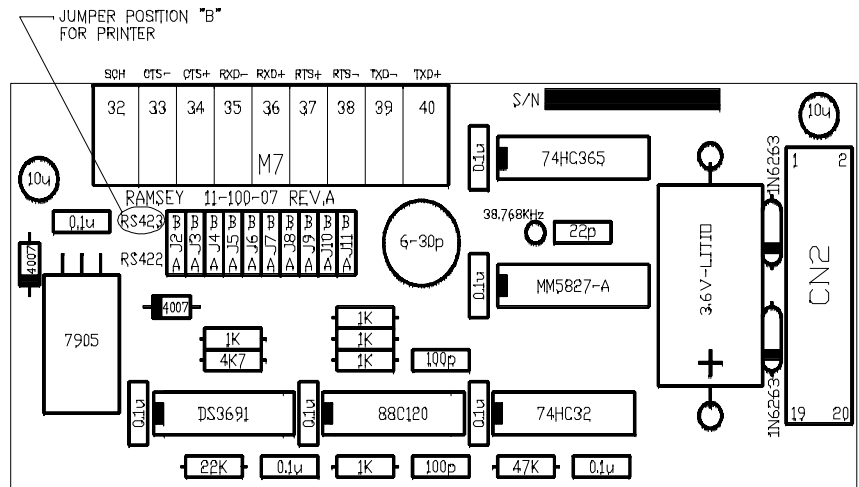 JUMPER POSITION "B"
FOR PRINTER
SCH CTS- CTS+ RXD- RXD+ RTS+ RTS- TXD- TXD+
32 33 34 35 36 37 38 39 40
M7
S/N
10u
10u
0.1u
74HC365
1N6263
1 2
RAMSEY 11-100-07 REV.A
0.1u
RS423
B B B B B B B B B B
J2 J3 J4 J5 J6 J7 J8 J9 J10 J11
A A A A A A A A A A
RS422
6-30p
38.768KHz
22p
4007
0.1u
MM5827-A
3.6V-LITIO
CN2
4007
7905
1K
1K
1K
4K7
1K
100p
0.1u
DS3691
0.1u
88C120
0.1u
74HC32
1N6263
19 20
22K
0.1u
1K
100p
47K
0.1u